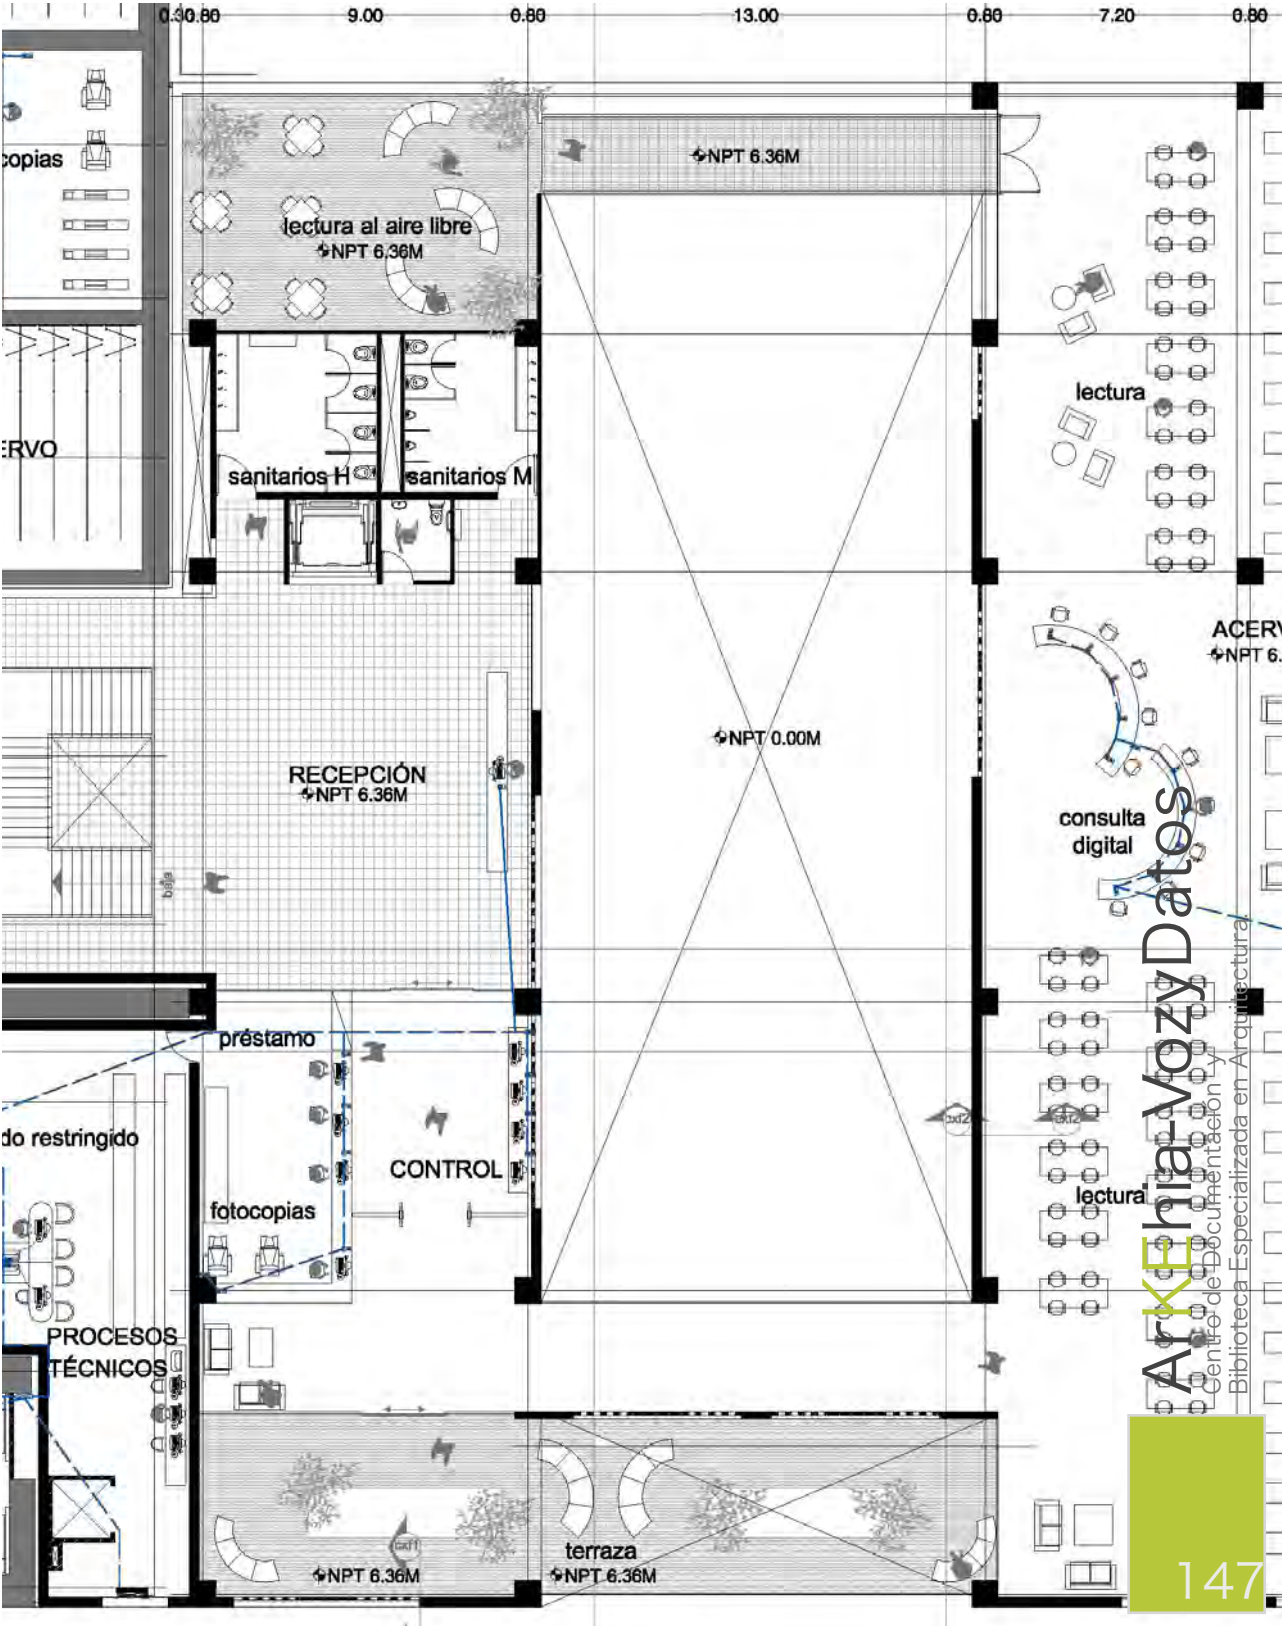 0.80
9.00
0.80
13.00
0.80
7.20
0.80
copias
NPT 6.36M
lectura al aire libre
NPT 6.36M
lectura
ERVO
sanitarios H
sanitarios M
ACERV
NPT 6.
NPT 0.00M
RECEPCIÓN
NPT 6.36M
consulta
digital
baja
préstamo
do restringido
CONTROL
cxf2
cxf2
lectura
fotocopias
PROCESOS
TÉCNICOS
cxf1
terraza
NPT 6.36M
NPT 6.36M
ArKEhia-VozyDatos
Centro de Documentación y
Biblioteca Especializada en Arquitectura.
147